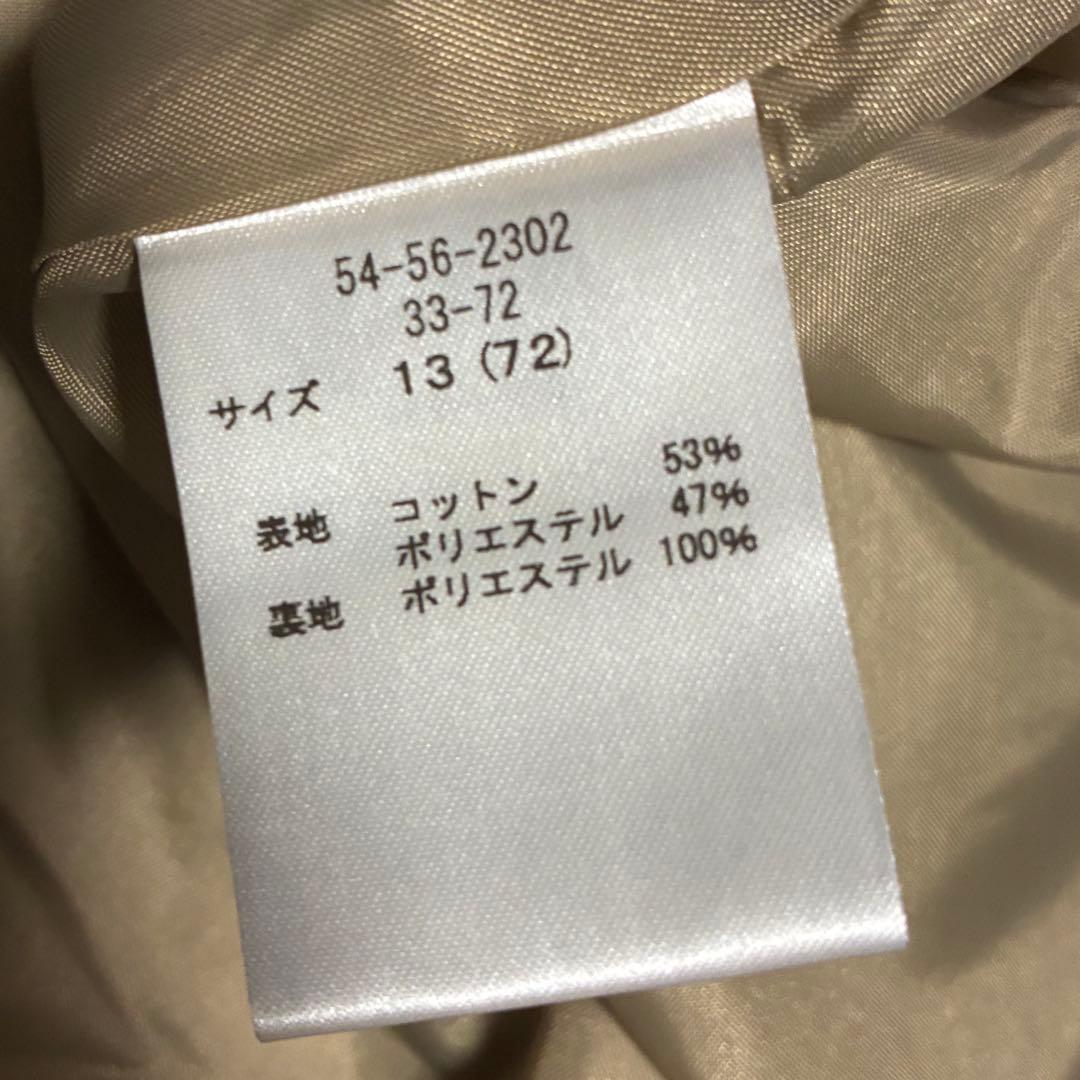 54-56-2302
33-72
サイズ 13 (72)
表地 コットン 53%
ポリエステル 47%
裏地 ポリエステル 100%